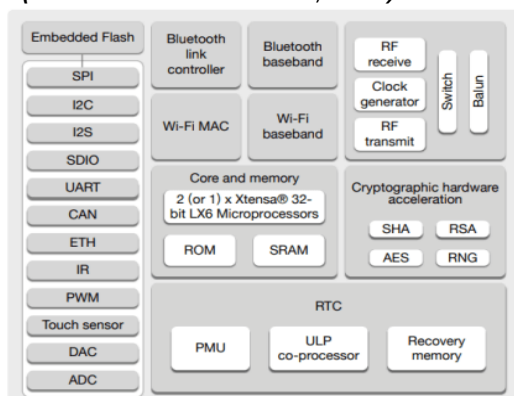 Embedded Flash
SPI
I2C
I2S
SDIO
UART
CAN
ETH
IR
PWM
Touch sensor
DAC
ADC
Bluetooth
link
controller
Bluetooth
baseband
Wi-Fi MAC
Wi-Fi
baseband
RF
receive
Clock
generator
RF
transmit
Switch
Balun
Core and memory
2 (or 1) x Xtensa® 32-
bit LX6 Microprocessors
ROM
SRAM
Cryptographic hardware
acceleration
SHA
RSA
AES
RNG
RTC
PMU
ULP
co-processor
Recovery
memory